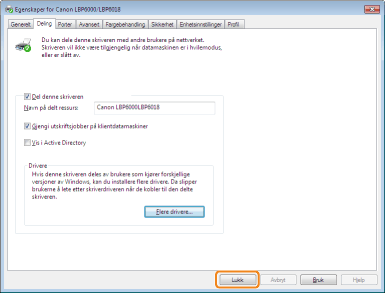 Egenskaper for Canon LBP6000/LBP6018
Generelt Deling Porter Avansert Fargebehandling Sikkerhet Enhetsinnstillinger Profil
Du kan dele denne skriveren med andre brukere på nettverket.
Skriveren vil ikke være tilgjengelig når datamaskinen er i hvilemodus,
eller er slått av.
Del denne skriveren
Navn på delt ressurs: Canon LBP6000LBP6018
Gjengi utskriftsjobber på klientdatamaskiner
Vis i Active Directory
Drivere
Hvis denne skriveren deles av brukere som kjører forskjellige
versjoner av Windows, kan du installere flere drivere. Da slipper
brukerne å lete etter skriverdriveren når de kobler til den delte
skriveren.
Flere drivere...
Lukk Avbryt Bruk Hjelp